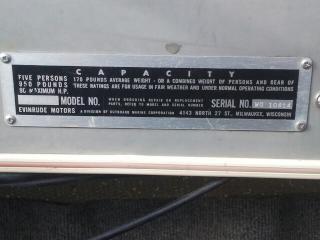 CAPACITY
FIVE PERSONS 170 POUNDS AVERAGE WEIGHT - OR A COMBINED WEIGHT OF PERSONS AND GEAR OF
950 POUNDS THESE RATINGS ARE FOR USAGE IN FAIR WEATHER AND UNDER NORMAL OPERATING CONDITIONS
MAXIMUM H.P.
MODEL NO. WHEN ORDERING REPAIR OR REPLACEMENT SERIAL NO.
PARTS, REFER TO MODEL AND SERIAL NUMBER
EVINRUDE MOTORS A DIVISION OF OUTBOARD MARINE CORPORATION 4143 NORTH 27 ST., MILWAUKEE, WISCONSIN